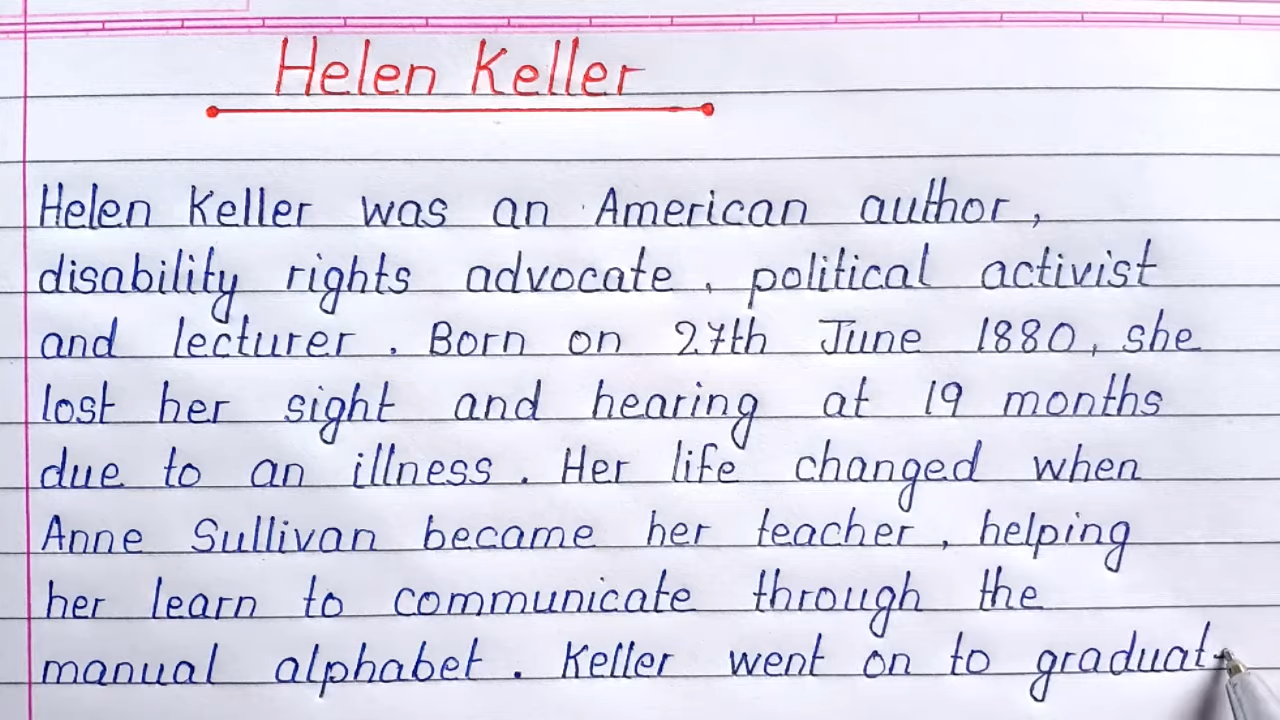 Helen Keller
Helen Keller was an American author,
disability rights advocate, political activist
and lecturer. Born on 27th June 1880, she
lost her sight and hearing at 19 months
due to an illness. Her life changed when
Anne Sullivan became her teacher, helping
her learn to communicate through the
manual alphabet. Keller went on to graduat